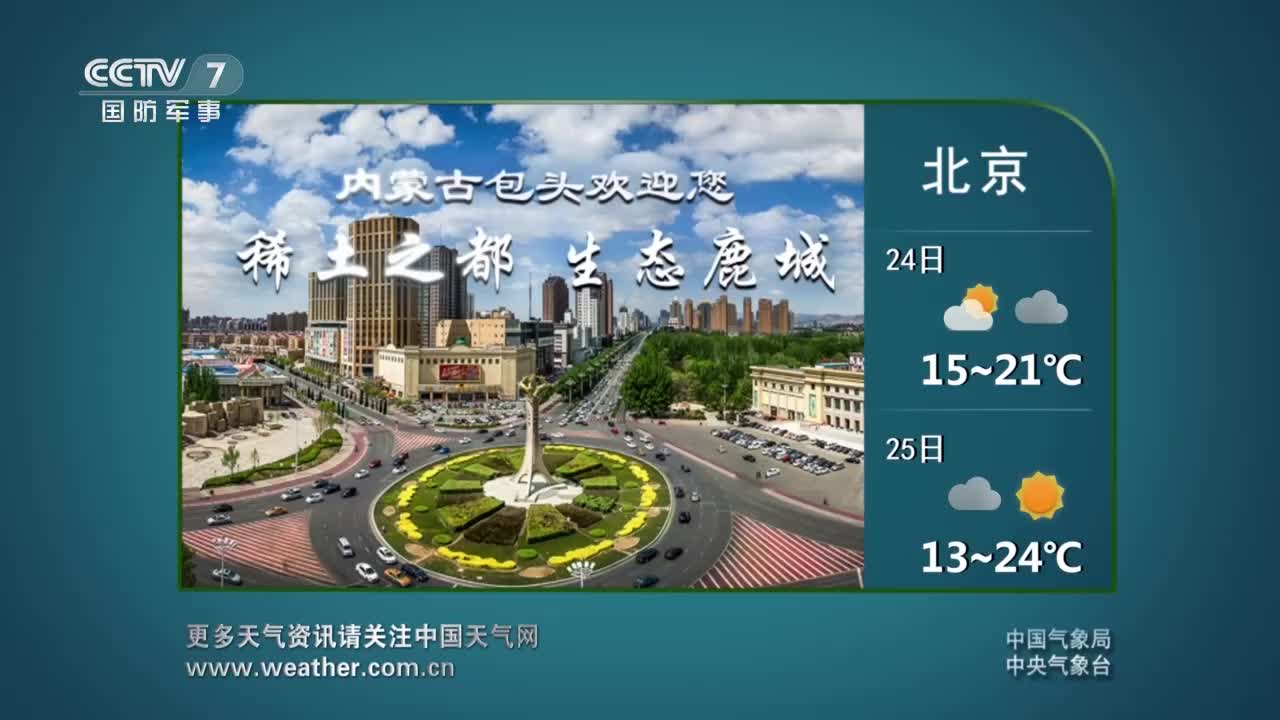 CCTV 7
国防军事
内蒙古包头欢迎您
稀土之都 生态鹿城
北京
24日
15~21℃
25日
13~24℃
更多天气资讯请关注中国天气网
www.weather.com.cn
中国气象局
中央气象台